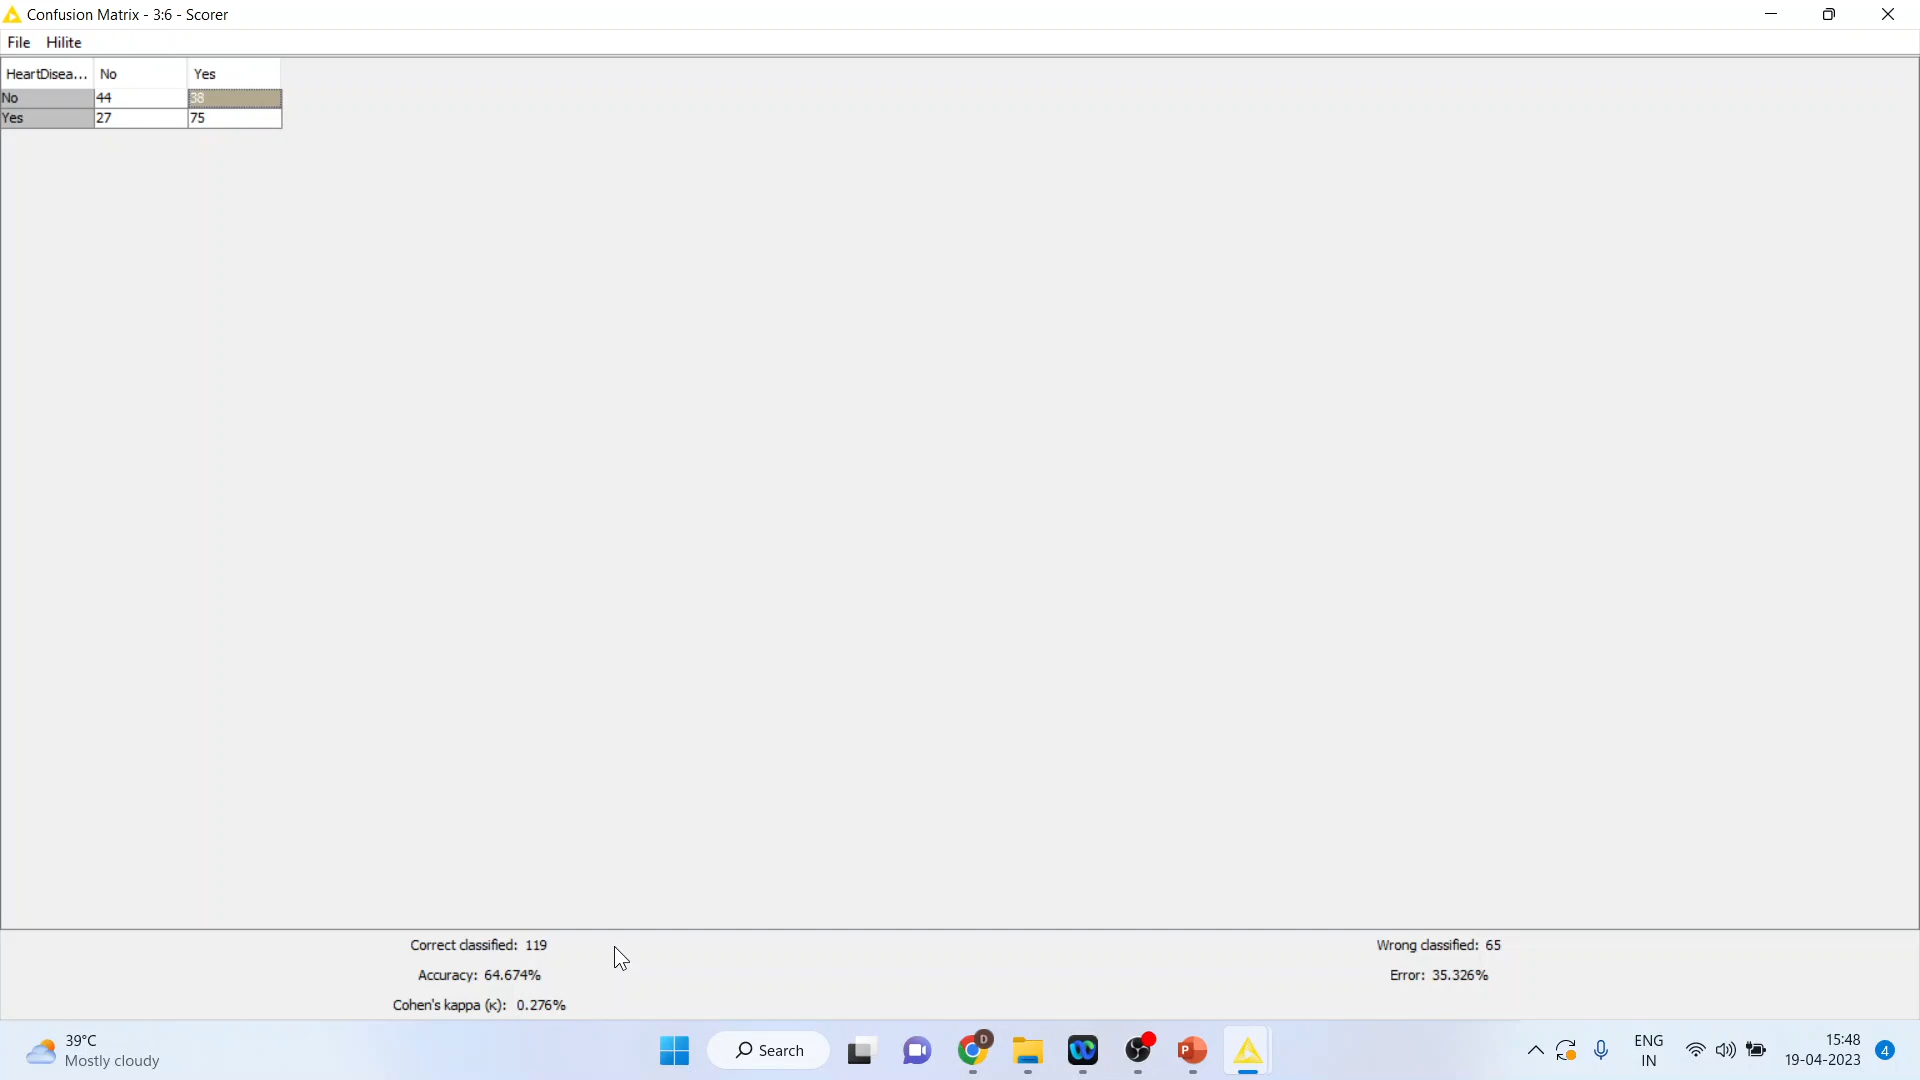 Confusion Matrix - 3:6 - Scorer
File Hilite
HeartDisea... No Yes
No 44 38
Yes 27 75
Correct classified: 119 Wrong classified: 65
Accuracy: 64.674% Error: 35.326%
Cohen's kappa (κ): 0.276%
39°C
Mostly cloudy
Search
D
P
ENG
IN
15:48
19-04-2023
4